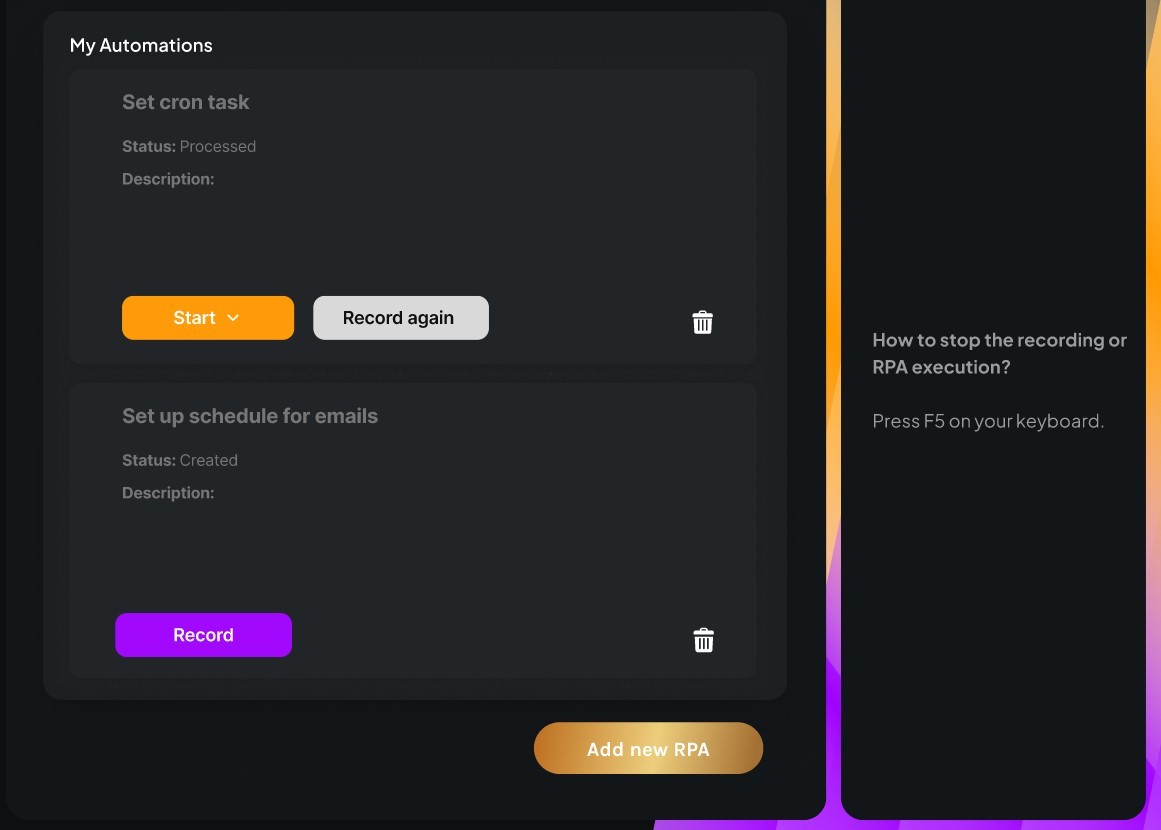 My Automations
Set cron task
Status: Processed
Description:
Start
Record again
Set up schedule for emails
Status: Created
Description:
Record
Add new RPA
How to stop the recording or
RPA execution?
Press F5 on your keyboard.